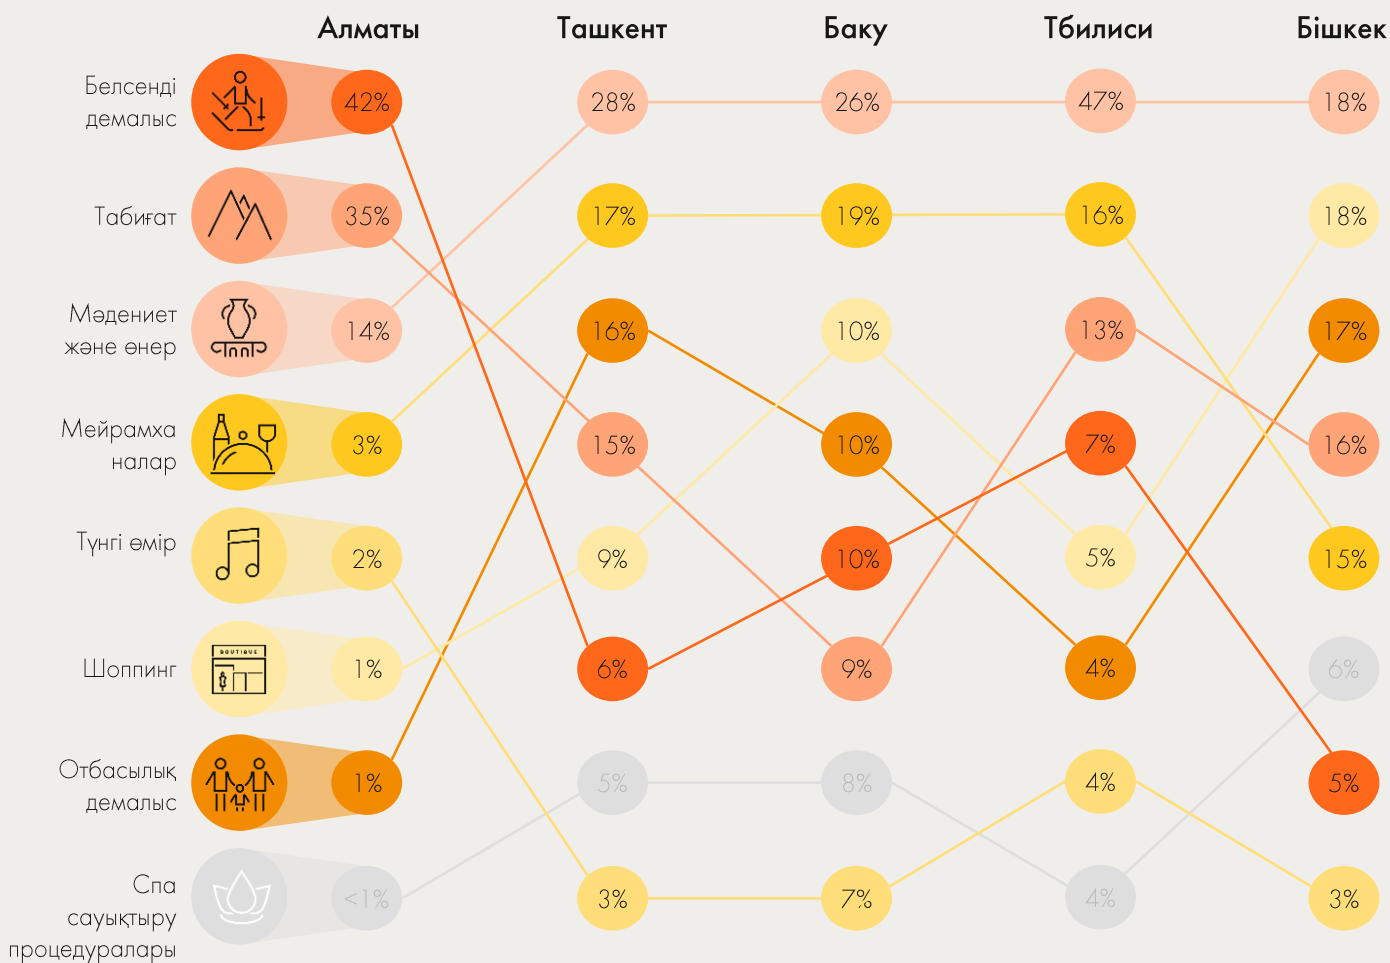 Алматы Ташкент Баку Тбилиси Бішкек
Белсенді
демалыс
42% 28% 26% 47% 18%
Табиғат
35% 17% 19% 16% 18%
Мәдениет
және өнер
14% 16% 10% 13% 17%
Мейрамха
налар
3% 15% 10% 7% 16%
Түнгі өмір
2% 9% 10% 5% 15%
Шоппинг
BOUTIQUE
1% 6% 9% 4% 6%
Отбасылық
демалыс
1% 5% 8% 4% 5%
Спа
сауықтыру
процедуралары
<1% 3% 7% 4% 3%